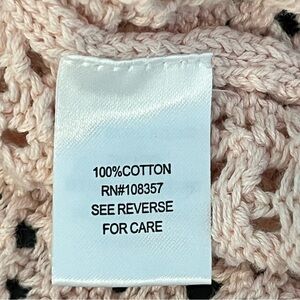 100%COTTON
RN#108357
SEE REVERSE
FOR CARE